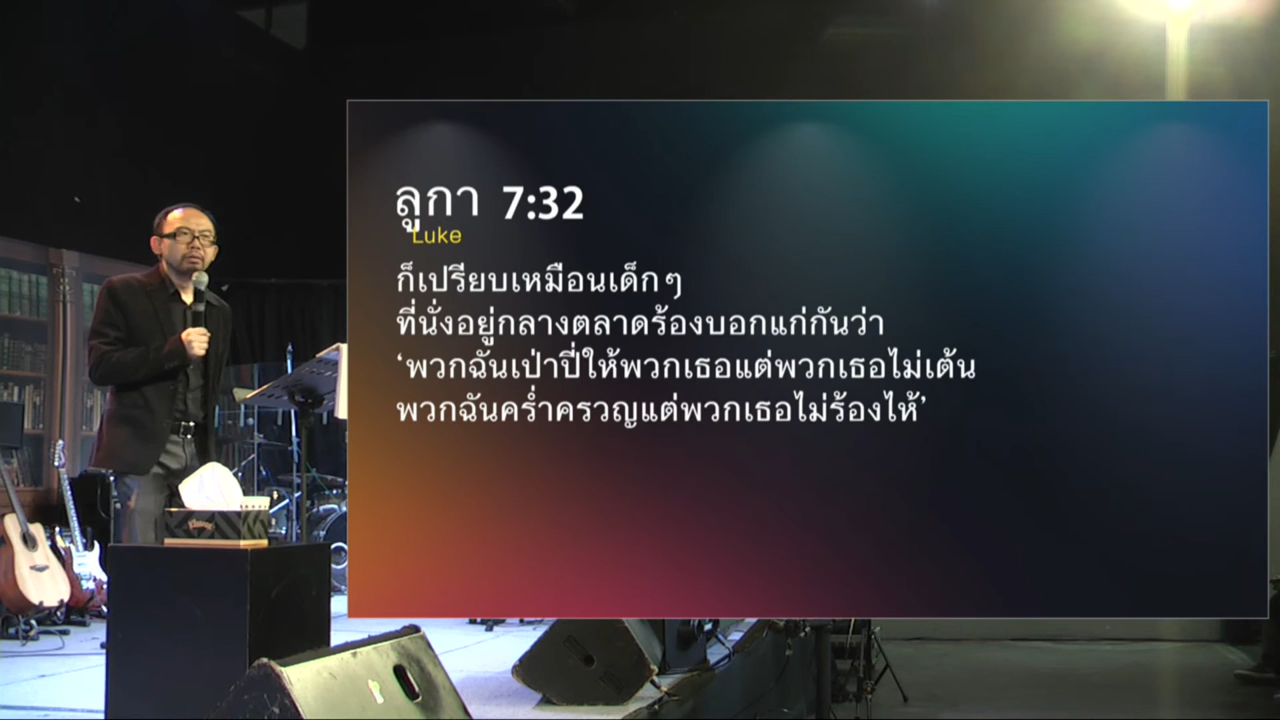 ลูกา 7:32
Luke
ก็เปรียบเหมือนเด็กๆ
ที่นั่งอยู่กลางตลาดร้องบอกแก่กันว่า
‘พวกฉันเป่าปี่ให้พวกเธอแต่พวกเธอไม่เต้น
พวกฉันคร่ำครวญแต่พวกเธอไม่ร้องไห้’